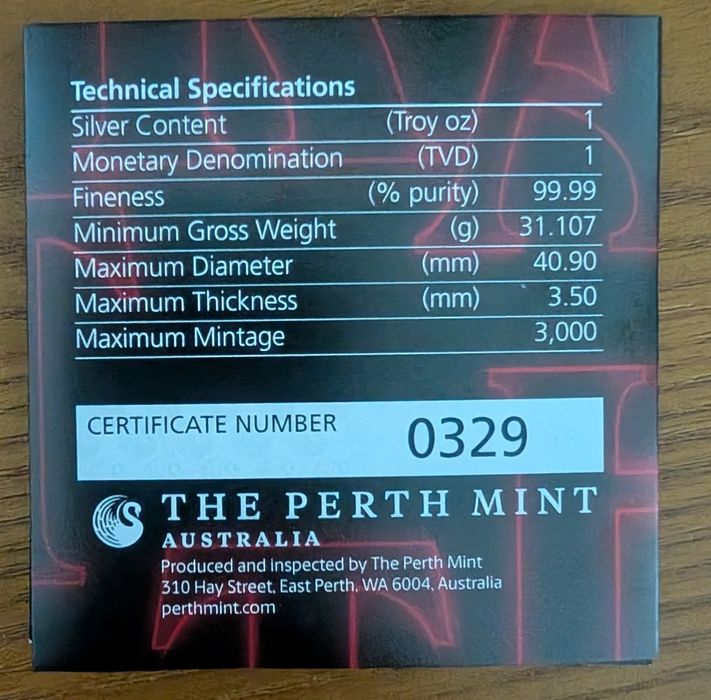 Technical Specifications
Silver Content (Troy oz) 1
Monetary Denomination (TVD) 1
Fineness (% purity) 99.99
Minimum Gross Weight (g) 31.107
Maximum Diameter (mm) 40.90
Maximum Thickness (mm) 3.50
Maximum Mintage 3,000
CERTIFICATE NUMBER 0329
THE PERTH MINT
AUSTRALIA
Produced and inspected by The Perth Mint
310 Hay Street, East Perth, WA 6004, Australia
perthmint.com